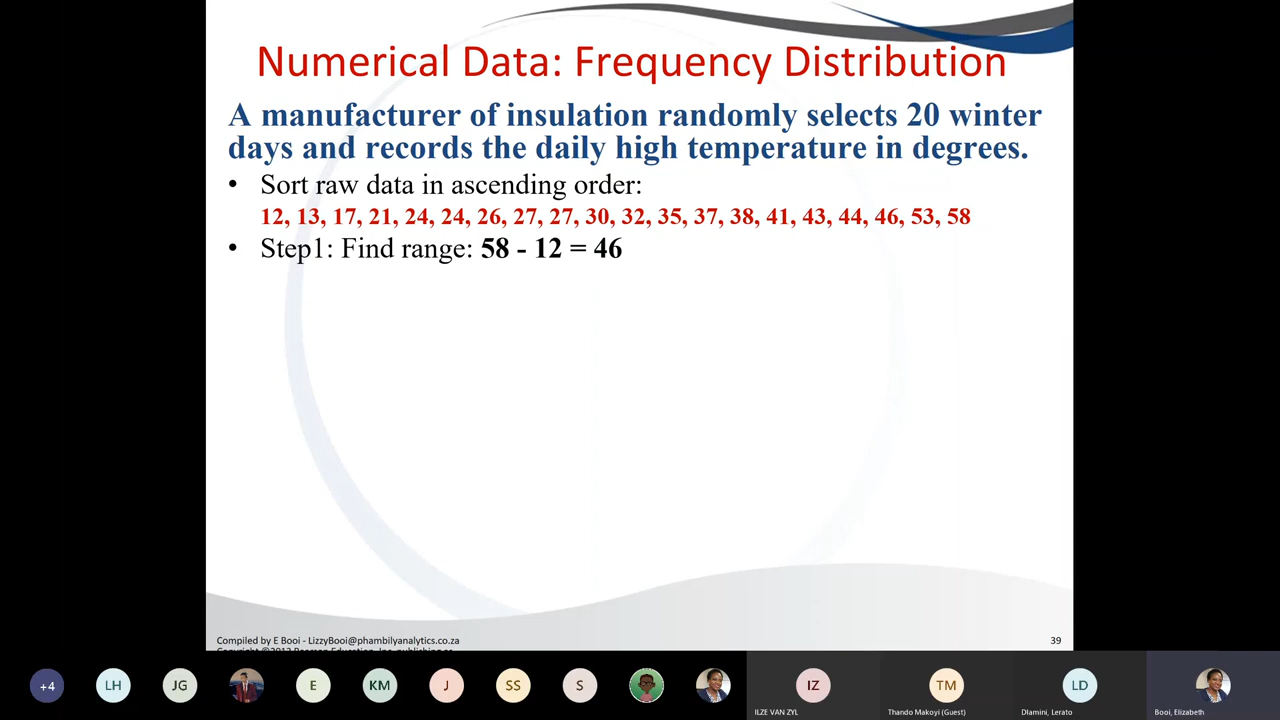 Numerical Data: Frequency Distribution
A manufacturer of insulation randomly selects 20 winter
days and records the daily high temperature in degrees.
• Sort raw data in ascending order:
12, 13, 17, 21, 24, 24, 26, 27, 27, 30, 32, 35, 37, 38, 41, 43, 44, 46, 53, 58
• Step1: Find range: 58 - 12 = 46
Compiled by E Booi - LizzyBooi@phambilyanalytics.co.za
39
Copyright ©2012 Pearson Education, Inc. publishing as
+4
LH
JG
E
KM
J
SS
S
IZ
TM
LD
ILZE VAN ZYL
Thando Makoyi (Guest)
Dlamini, Lerato
Booi, Elizabeth